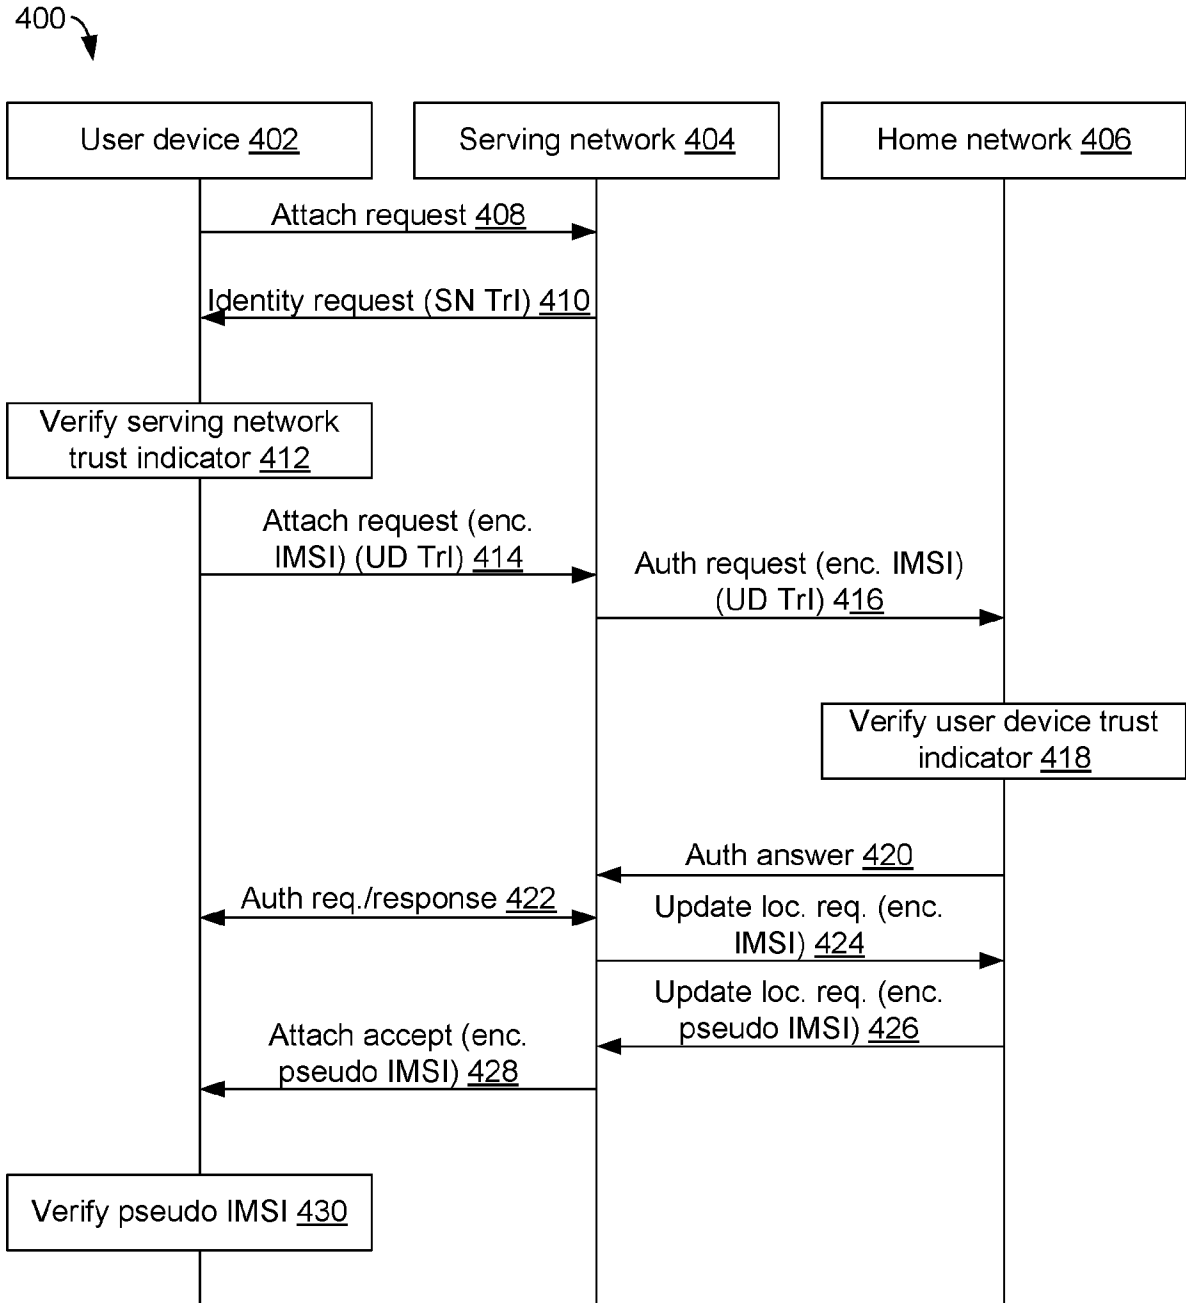 400
User device 402
Serving network 404
Home network 406
Attach request 408
Identity request (SN TrI) 410
Verify serving network
trust indicator 412
Attach request (enc.
IMSI) (UD TrI) 414
Auth request (enc. IMSI)
(UD TrI) 416
Verify user device trust
indicator 418
Auth answer 420
Auth req./response 422
Update loc. req. (enc.
IMSI) 424
Update loc. req. (enc.
pseudo IMSI) 426
Attach accept (enc.
pseudo IMSI) 428
Verify pseudo IMSI 430